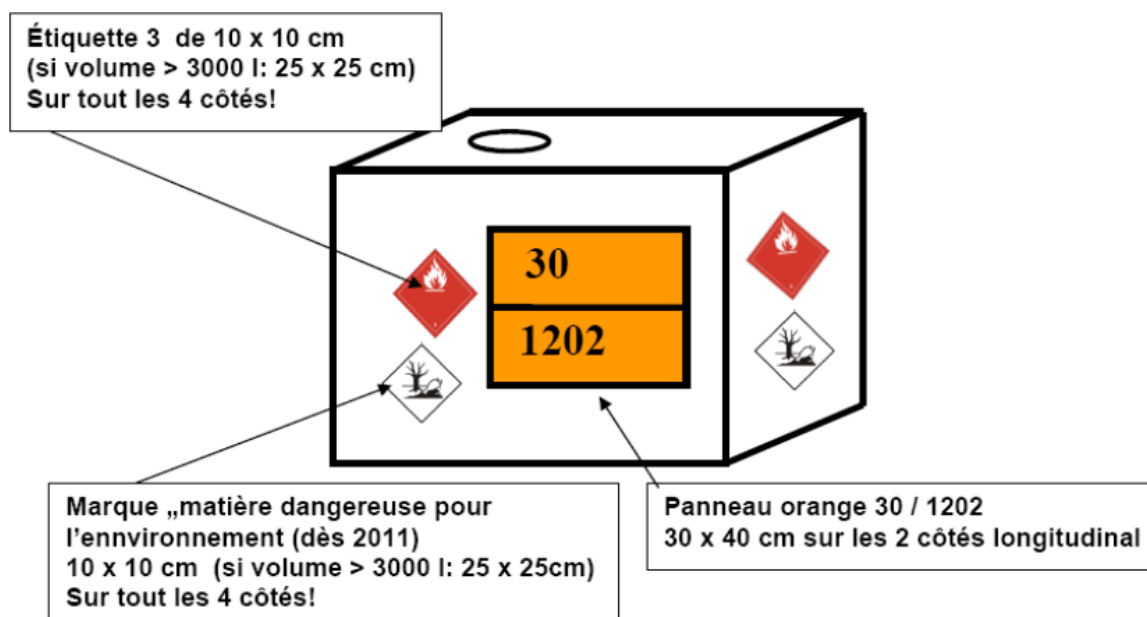 Étiquette 3 de 10 x 10 cm
(si volume > 3000 l: 25 x 25 cm)
Sur tout les 4 côtés!
30
1202
Marque „matière dangereuse pour
l'ennvironnement (dès 2011)
10 x 10 cm (si volume > 3000 l: 25 x 25cm)
Sur tout les 4 côtés!
Panneau orange 30 / 1202
30 x 40 cm sur les 2 côtés longitudinal